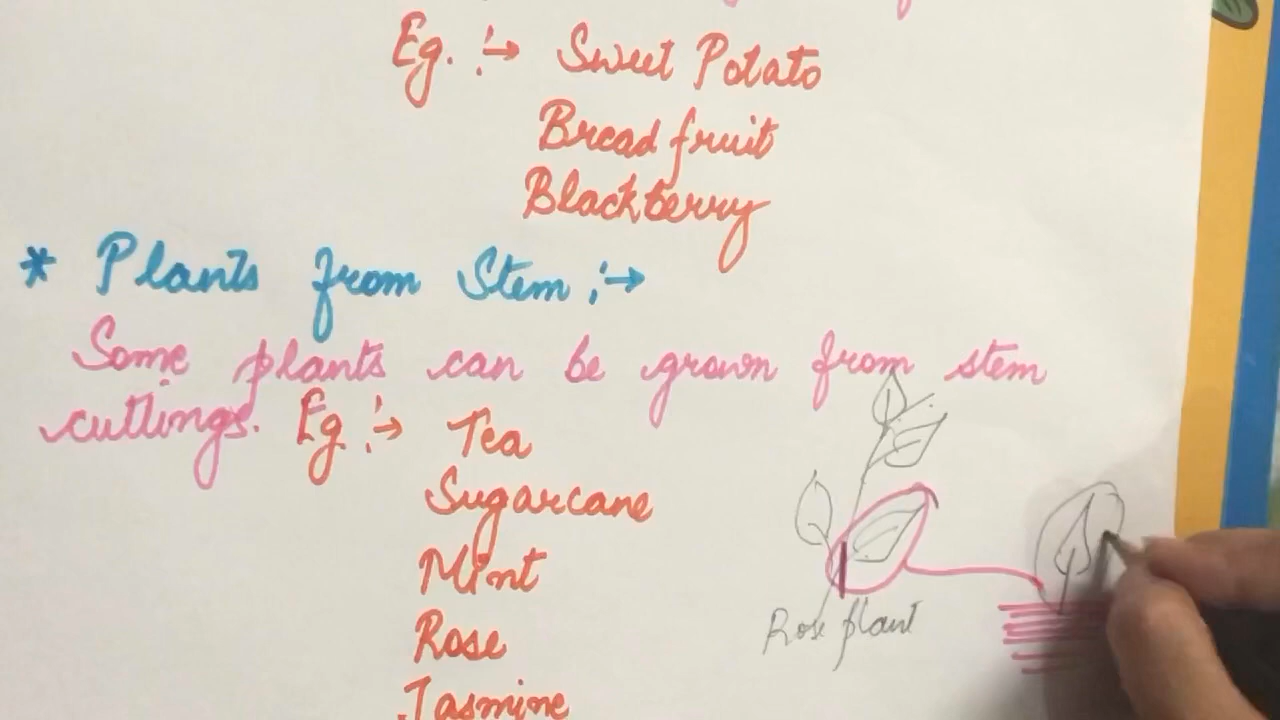 Eg. :→ Sweet Potato
Bread fruit
Blackberry
* Plants from Stem :→
Some plants can be grown from stem
cuttings. Eg :→ Tea
Sugarcane
Mint
Rose
Jasmine
Rose plant